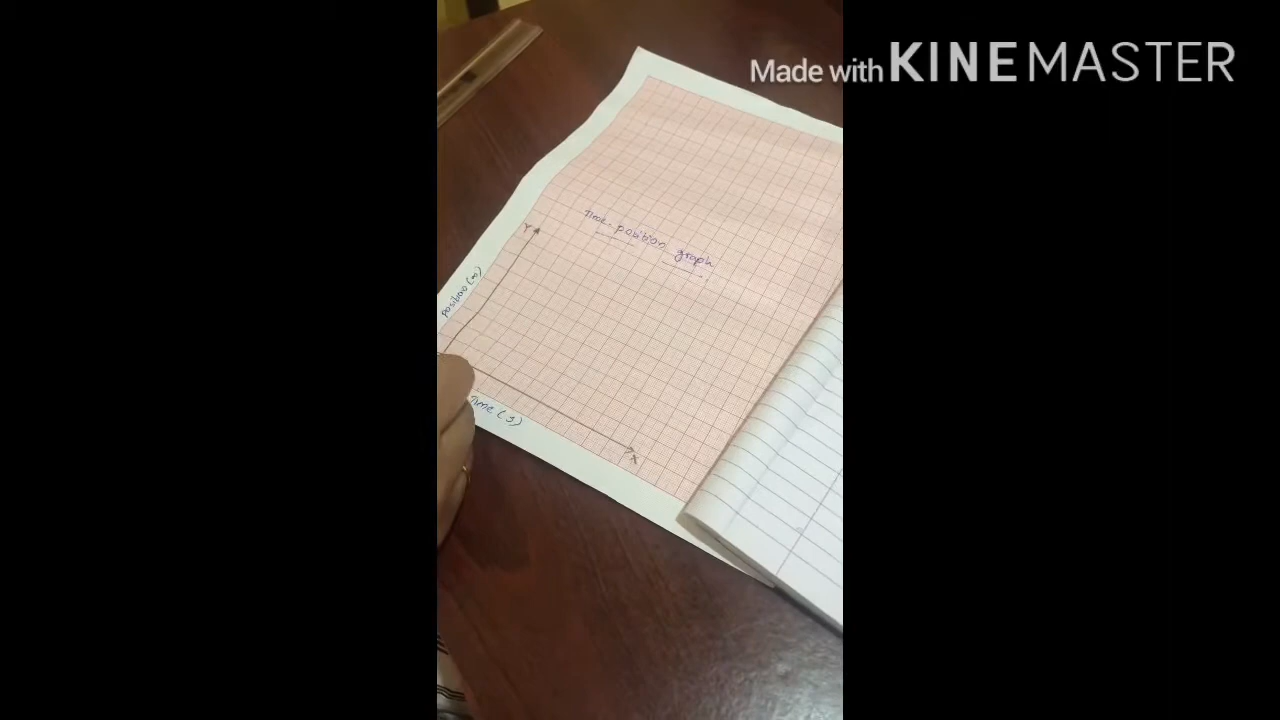 Made with KINEMASTER
Time position graph
Y
position (m)
Time (s)
X